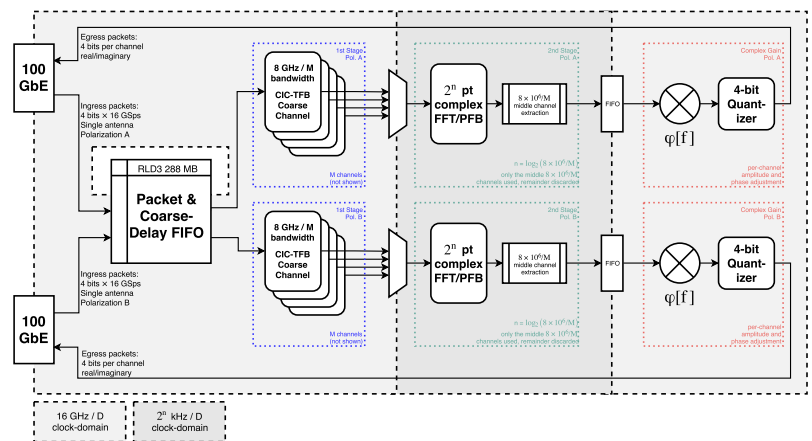 Egress packets:
4 bits per channel
real/imaginary
100
GbE
Ingress packets:
4 bits × 16 GSps
Single antenna
Polarization A
RLD3 288 MB
Packet &
Coarse-
Delay FIFO
1st Stage
Pol. A
8 GHz / M
bandwidth
CIC-TFB
Coarse
Channel
M channels
(not shown)
2nd Stage
Pol. A
2ⁿ pt
complex
FFT/PFB
8 × 10⁶/M
middle channel
extraction
n = log₂ (8 × 10⁶/M)
only the middle 8 × 10⁶/M
channels used, remainder discarded
FIFO
Complex Gain
Pol. A
φ[f]
4-bit
Quant-
izer
per-channel
amplitude and
phase adjustment
1st Stage
Pol. B
8 GHz / M
bandwidth
CIC-TFB
Coarse
Channel
M channels
(not shown)
2nd Stage
Pol. B
2ⁿ pt
complex
FFT/PFB
8 × 10⁶/M
middle channel
extraction
n = log₂ (8 × 10⁶/M)
only the middle 8 × 10⁶/M
channels used, remainder discarded
FIFO
Complex Gain
Pol. B
φ[f]
4-bit
Quant-
izer
per-channel
amplitude and
phase adjustment
Ingress packets:
4 bits × 16 GSps
Single antenna
Polarization B
100
GbE
Egress packets:
4 bits per channel
real/imaginary
16 GHz / D
clock-domain
2ⁿ kHz / D
clock-domain